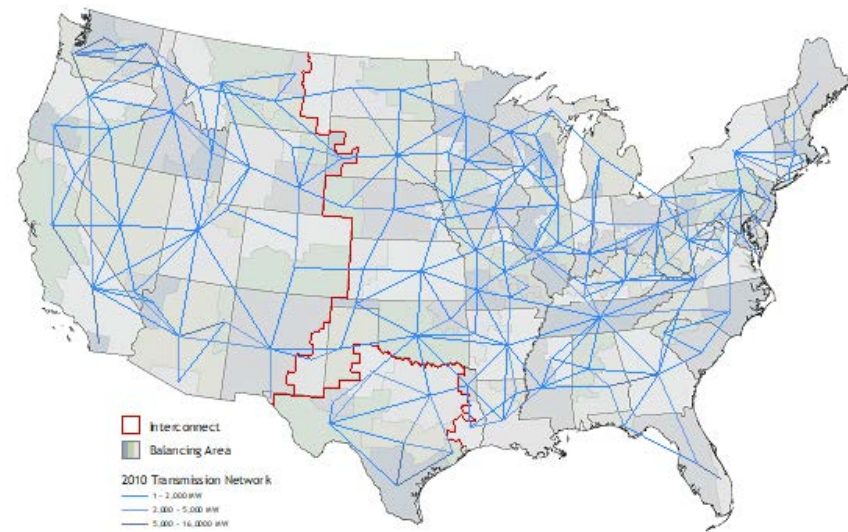 Interconnect
Balancing Area
2010 Transmission Network
1 - 2,000 MW
2,000 - 5,000 MW
5,000 - 16,0000 MW